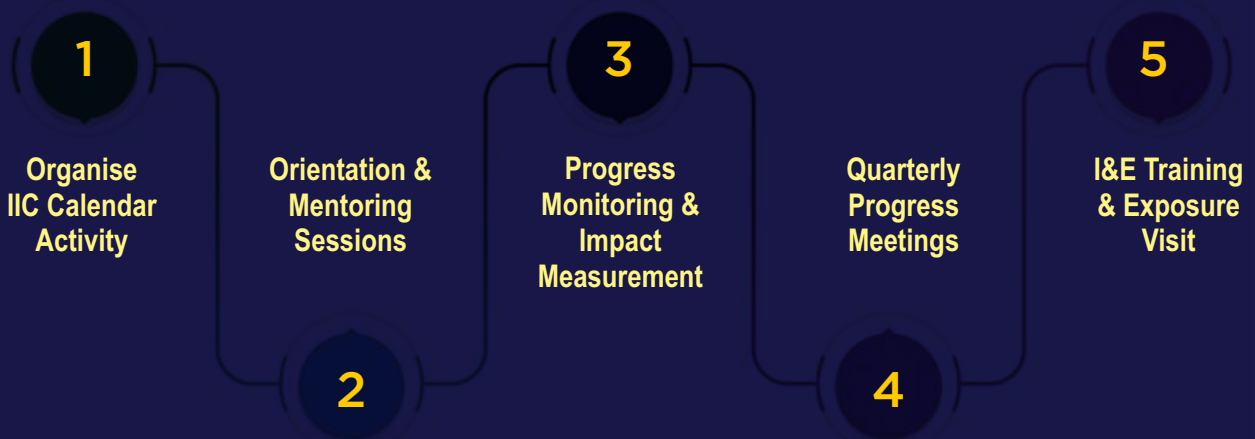 1
Organise
IIC Calendar
Activity
2
Orientation &
Mentoring
Sessions
3
Progress
Monitoring &
Impact
Measurement
4
Quarterly
Progress
Meetings
5
I&E Training
& Exposure
Visit